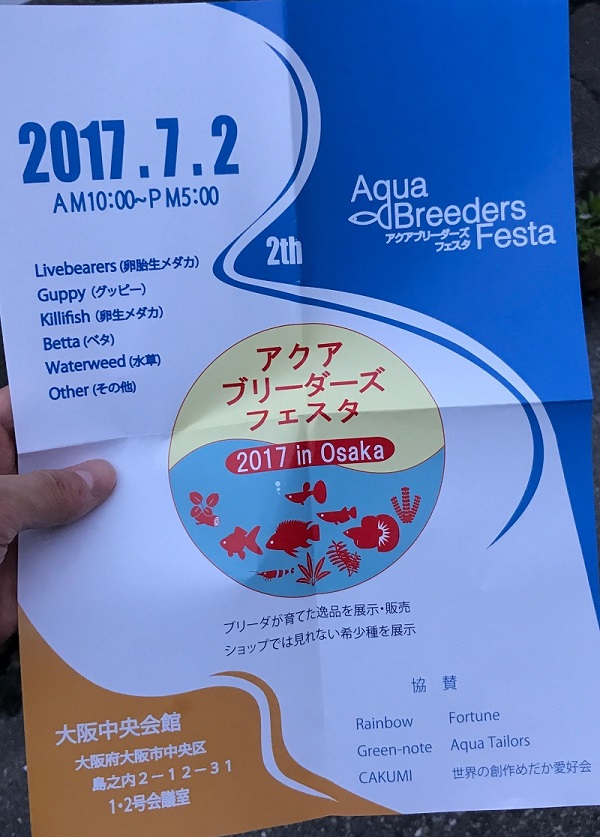 2017.7.2
AM10:00~PM5:00
Aqua
Breeders
アクアブリーダーズ
フェスタ
Festa
2th
Livebearers (卵胎生メダカ)
Guppy (グッピー)
Killifish (卵生メダカ)
Betta (ベタ)
Waterweed (水草)
Other (その他)
アクア
ブリーダーズ
フェスタ
2017 in Osaka
ブリーダが育てた逸品を展示・販売
ショップでは見れない希少種を展示
協賛
Rainbow Fortune
Green-note Aqua Tailors
CAKUMI 世界の創作めだか愛好会
大阪中央会館
大阪府大阪市中央区
島之内2-12-31
1・2号会議室